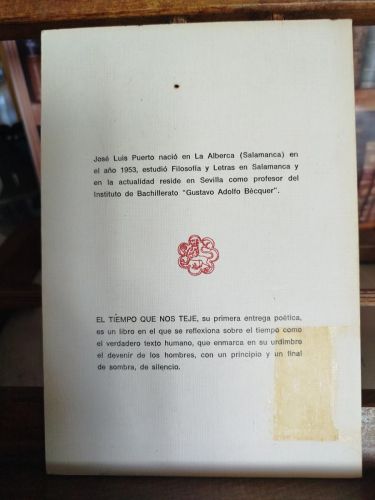 José Luis Puerto nació en La Alberca (Salamanca) en
el año 1953, estudió Filosofía y Letras en Salamanca y
en la actualidad reside en Sevilla como profesor del
Instituto de Bachillerato "Gustavo Adolfo Bécquer".
EL TIEMPO QUE NOS TEJE, su primera entrega poética,
es un libro en el que se reflexiona sobre el tiempo como
el verdadero texto humano, que enmarca en su urdimbre
el devenir de los hombres, con un principio y un final
de sombra, de silencio.